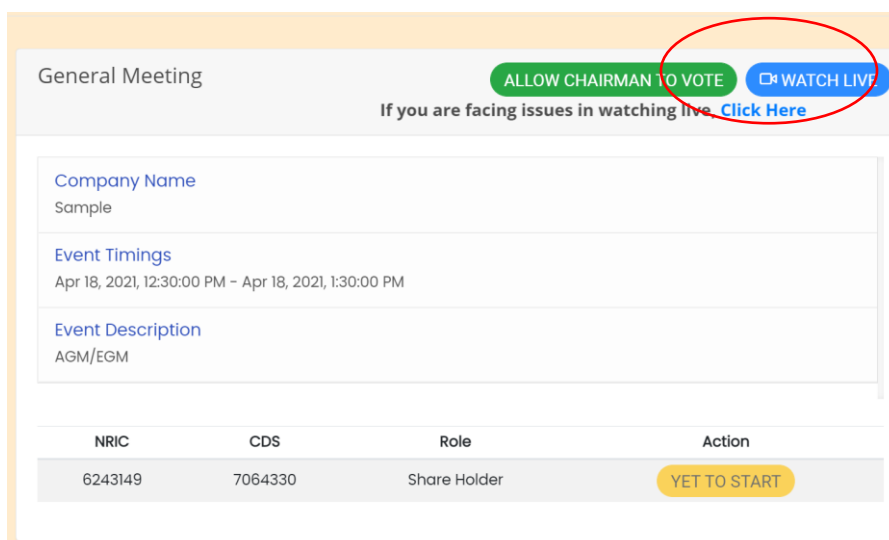 General Meeting
ALLOW CHAIRMAN TO VOTE
WATCH LIVE
If you are facing issues in watching live, Click Here
Company Name
Sample
Event Timings
Apr 18, 2021, 12:30:00 PM - Apr 18, 2021, 1:30:00 PM
Event Description
AGM/EGM
NRIC CDS Role Action
6243149 7064330 Share Holder YET TO START